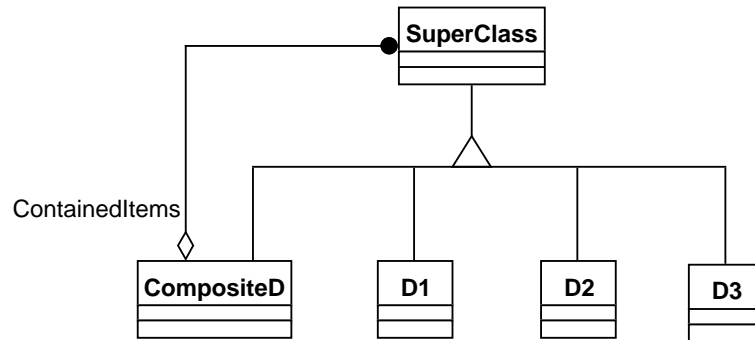 SuperClass
ContainedItems
CompositeD
D1
D2
D3